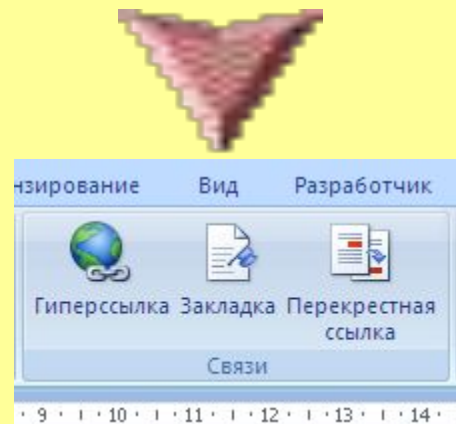 нзирование Вид Разработчик
Гиперссылка Закладка Перекрестная
ссылка
Связи
· 9 · ı · 10 · ı · 11 · ı · 12 · ı · 13 · ı · 14 ·